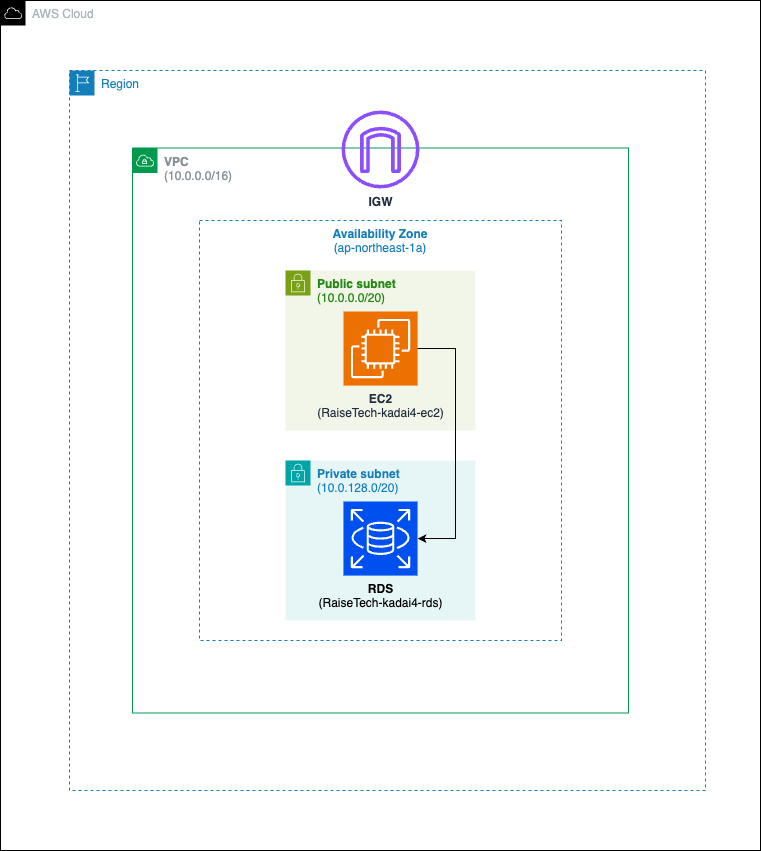 AWS Cloud
Region
IGW
VPC
(10.0.0.0/16)
Availability Zone
(ap-northeast-1a)
Public subnet
(10.0.0.0/20)
EC2
(RaiseTech-kadai4-ec2)
Private subnet
(10.0.128.0/20)
RDS
(RaiseTech-kadai4-rds)